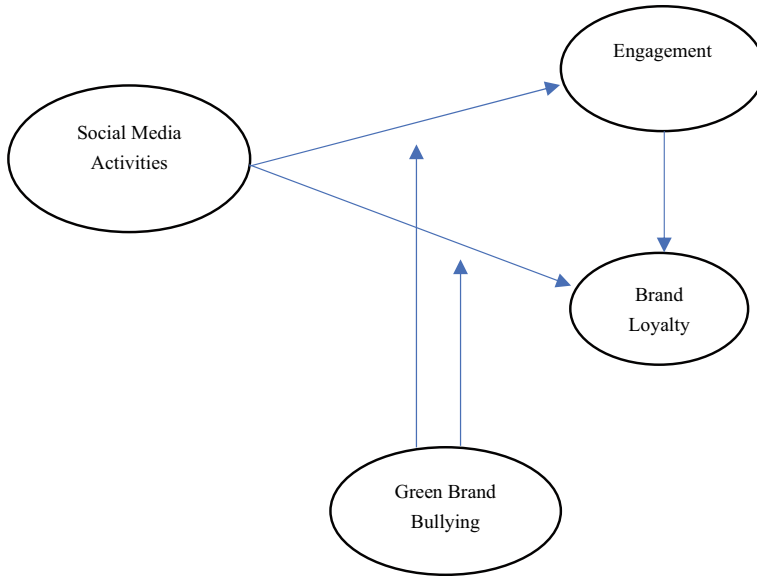 Engagement
Social Media
Activities
Brand
Loyalty
Green Brand
Bullying